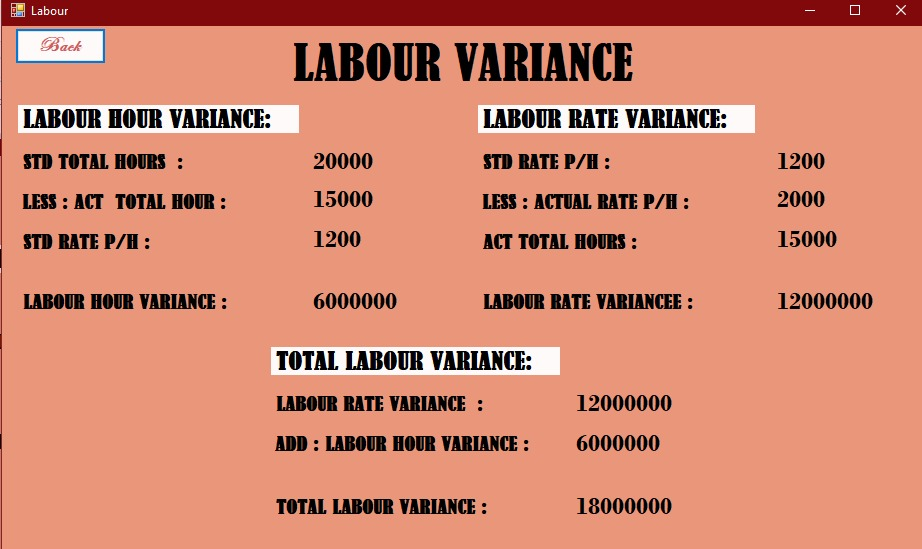 Labour
Back
LABOUR VARIANCE
LABOUR HOUR VARIANCE:
STD TOTAL HOURS : 20000
LESS : ACT TOTAL HOUR : 15000
STD RATE P/H : 1200
LABOUR HOUR VARIANCE : 6000000
LABOUR RATE VARIANCE:
STD RATE P/H : 1200
LESS : ACTUAL RATE P/H : 2000
ACT TOTAL HOURS : 15000
LABOUR RATE VARIANCEE : 12000000
TOTAL LABOUR VARIANCE:
LABOUR RATE VARIANCE : 12000000
ADD : LABOUR HOUR VARIANCE : 6000000
TOTAL LABOUR VARIANCE : 18000000